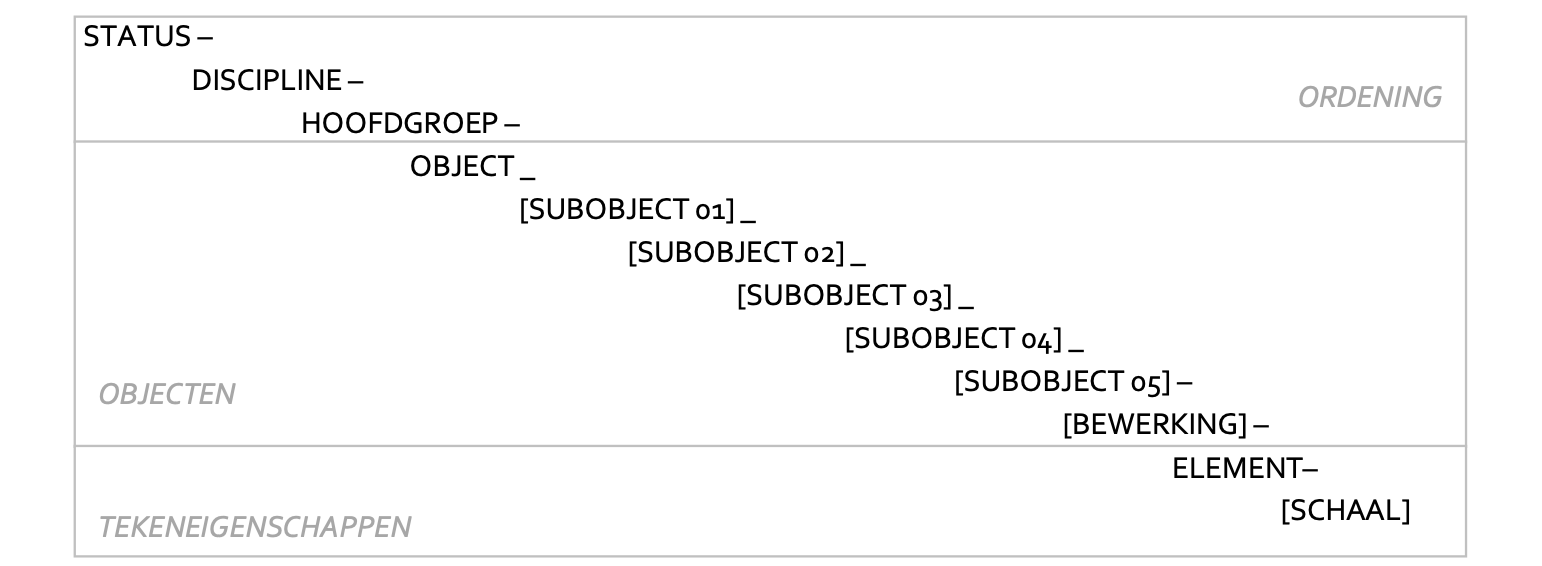 STATUS –
DISCIPLINE –
ORDENING
HOOFDGROEP –
OBJECT _
[SUBOBJECT 01] _
[SUBOBJECT 02] _
[SUBOBJECT 03] _
[SUBOBJECT 04] _
[SUBOBJECT 05] –
OBJECTEN
[BEWERKING] –
ELEMENT–
[SCHAAL]
TEKENEIGENSCHAPPEN